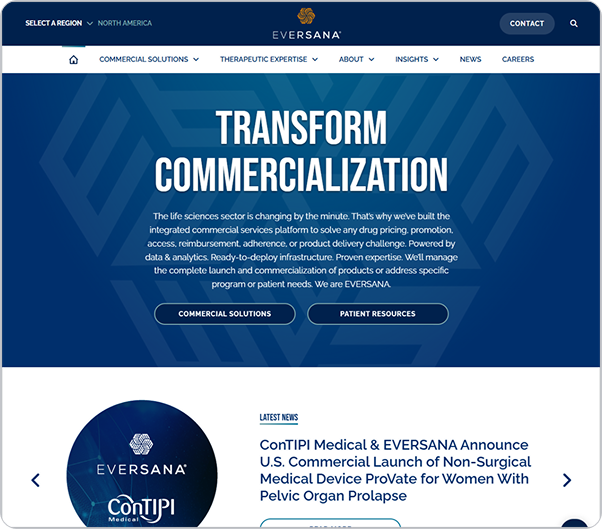 SELECT A REGION NORTH AMERICA
EVERSANA®
CONTACT
COMMERCIAL SOLUTIONS THERAPEUTIC EXPERTISE ABOUT INSIGHTS NEWS CAREERS
TRANSFORM
COMMERCIALIZATION
The life sciences sector is changing by the minute. That's why we've built the
integrated commercial services platform to solve any drug pricing, promotion,
access, reimbursement, adherence, or product delivery challenge. Powered by
data & analytics. Ready-to-deploy infrastructure. Proven expertise. We'll manage
the complete launch and commercialization of products or address specific
program or patient needs. We are EVERSANA.
COMMERCIAL SOLUTIONS PATIENT RESOURCES
EVERSANA®
ConTIPI
Medical
LATEST NEWS
ConTIPI Medical & EVERSANA Announce
U.S. Commercial Launch of Non-Surgical
Medical Device ProVate for Women With
Pelvic Organ Prolapse